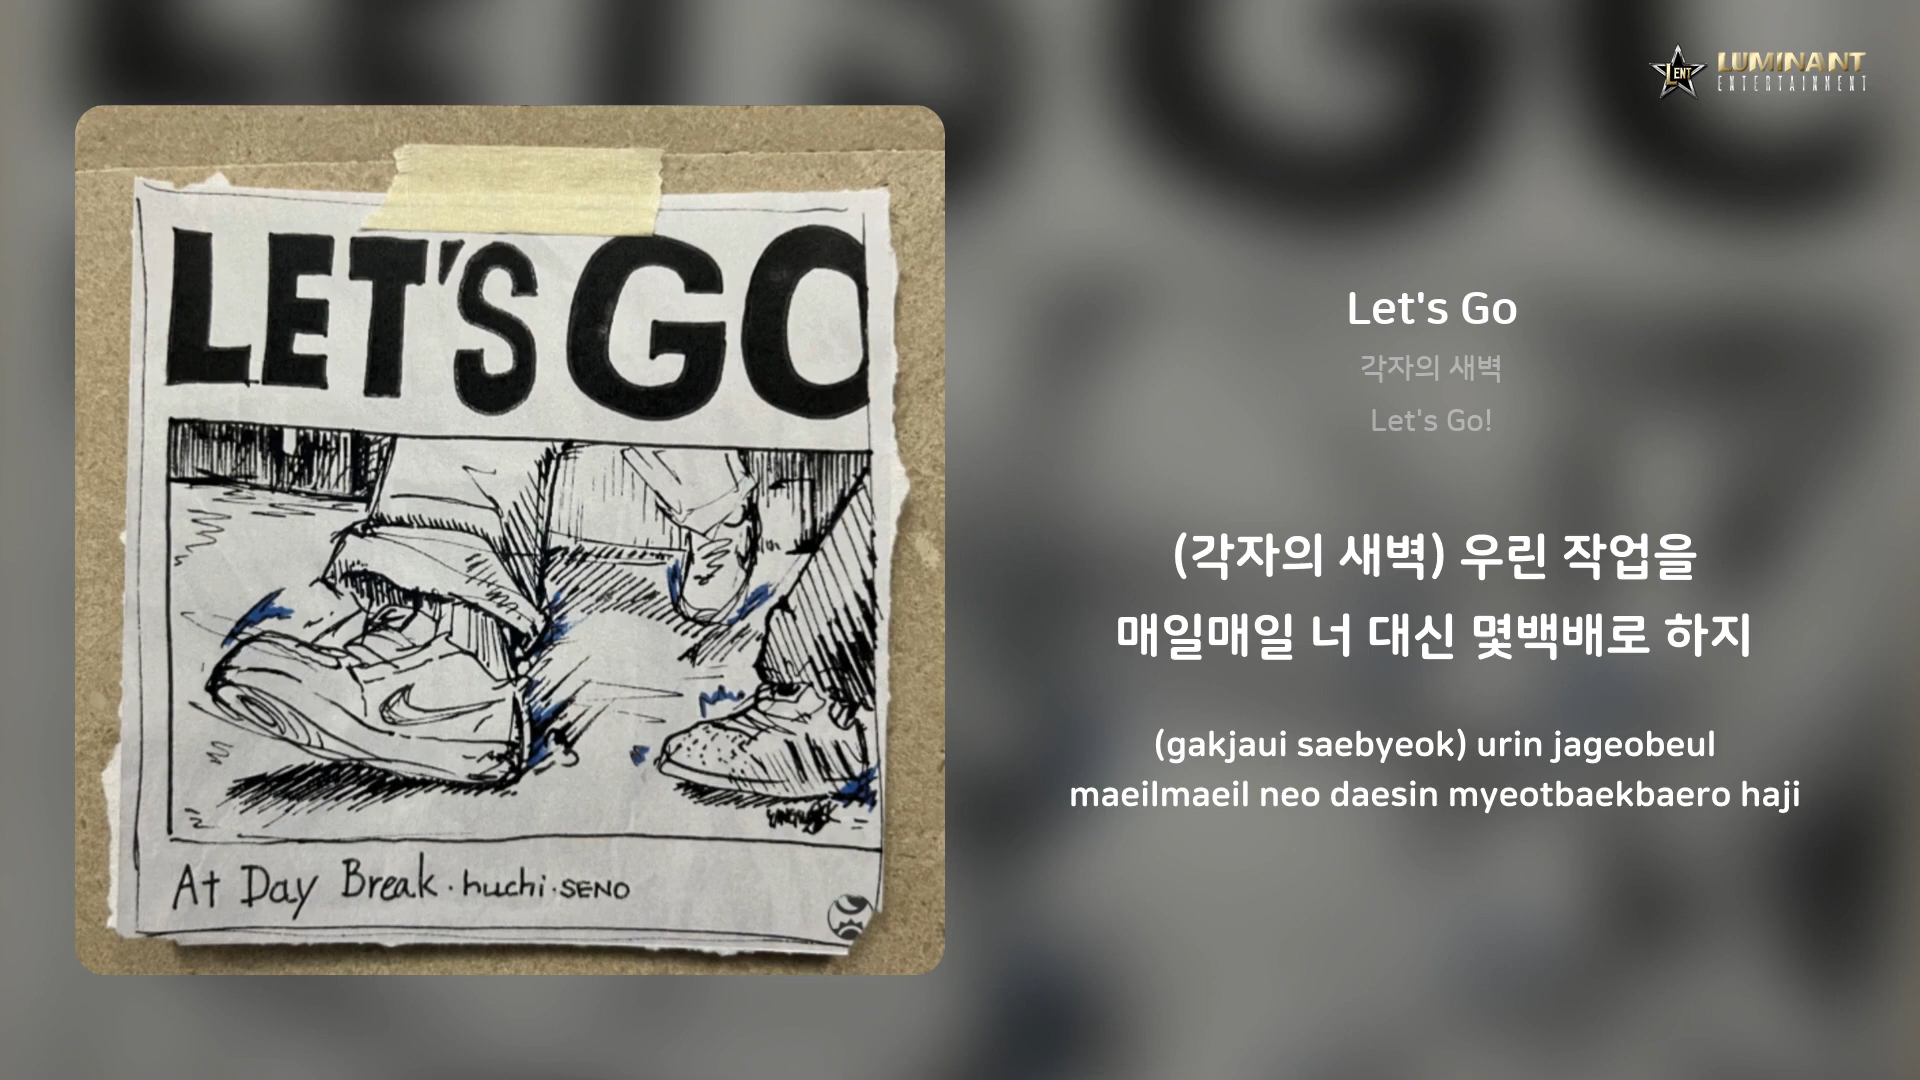 LENT
LUMINANT
ENTERTAINMENT
LET'S GO
At Day Break · huchi · SENO
Let's Go
각자의 새벽
Let's Go!
(각자의 새벽) 우린 작업을
매일매일 너 대신 몇백배로 하지
(gakjaui saebyeok) urin jageobeul
maeilmaeil neo daesin myeotbaekbaero haji